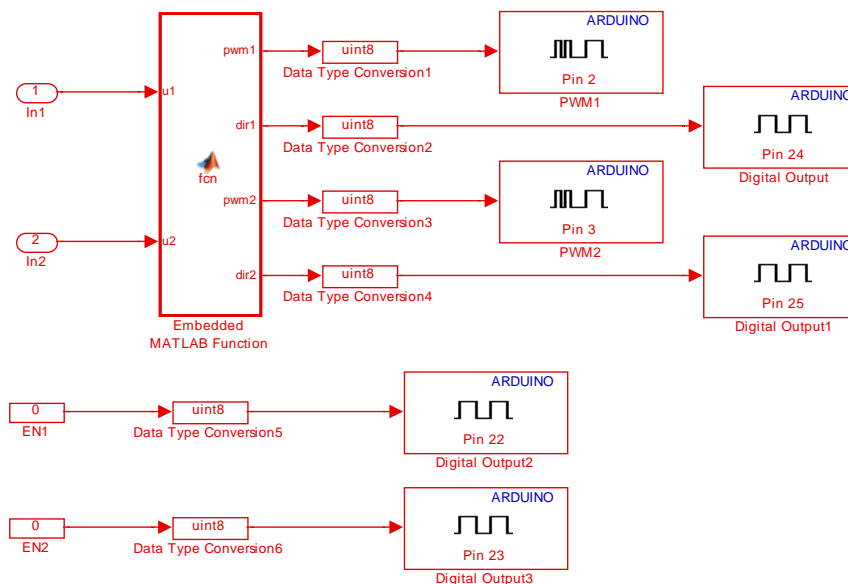 1
In1
2
In2
u1
u2
fcn
pwm1
dir1
pwm2
dir2
Embedded
MATLAB Function
uint8
Data Type Conversion1
ARDUINO
Pin 2
PWM1
uint8
Data Type Conversion2
ARDUINO
Pin 24
Digital Output
uint8
Data Type Conversion3
ARDUINO
Pin 3
PWM2
uint8
Data Type Conversion4
ARDUINO
Pin 25
Digital Output1
0
EN1
uint8
Data Type Conversion5
ARDUINO
Pin 22
Digital Output2
0
EN2
uint8
Data Type Conversion6
ARDUINO
Pin 23
Digital Output3